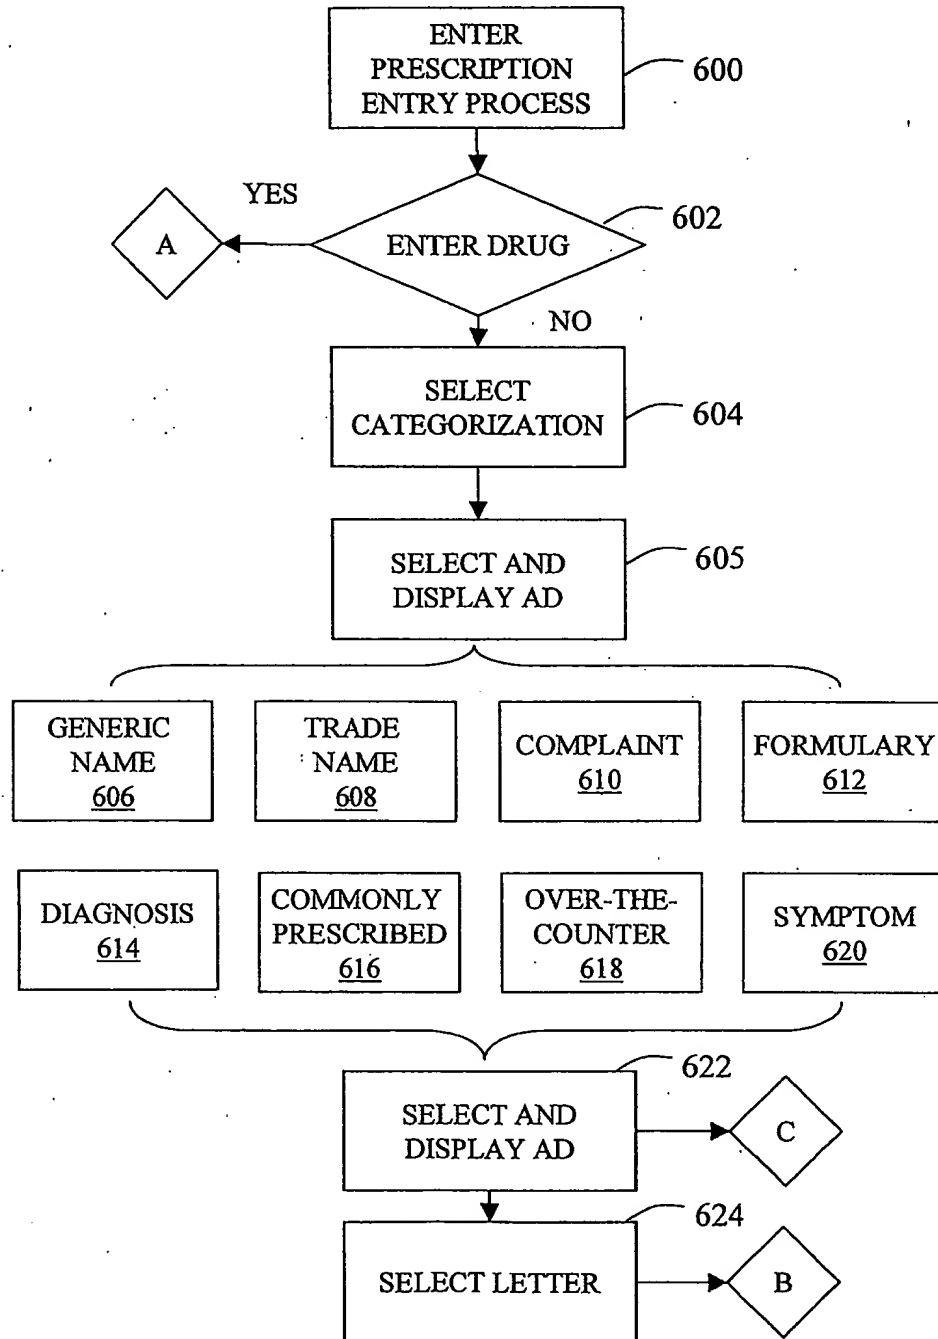 ENTER
PRESCRIPTION
ENTRY PROCESS
600
YES
A
ENTER DRUG
602
NO
SELECT
CATEGORIZATION
604
SELECT AND
DISPLAY AD
605
GENERIC
NAME
606
TRADE
NAME
608
COMPLAINT
610
FORMULARY
612
DIAGNOSIS
614
COMMONLY
PRESCRIBED
616
OVER-THE-
COUNTER
618
SYMPTOM
620
622
SELECT AND
DISPLAY AD
C
624
SELECT LETTER
B